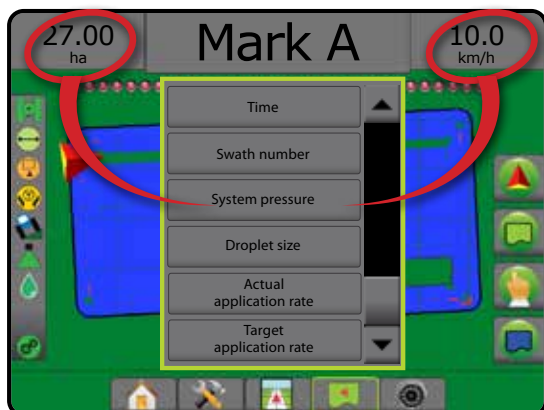 27.00
ha
Mark A
10.0
km/h
Time
Swath number
System pressure
Droplet size
Actual
application rate
Target
application rate